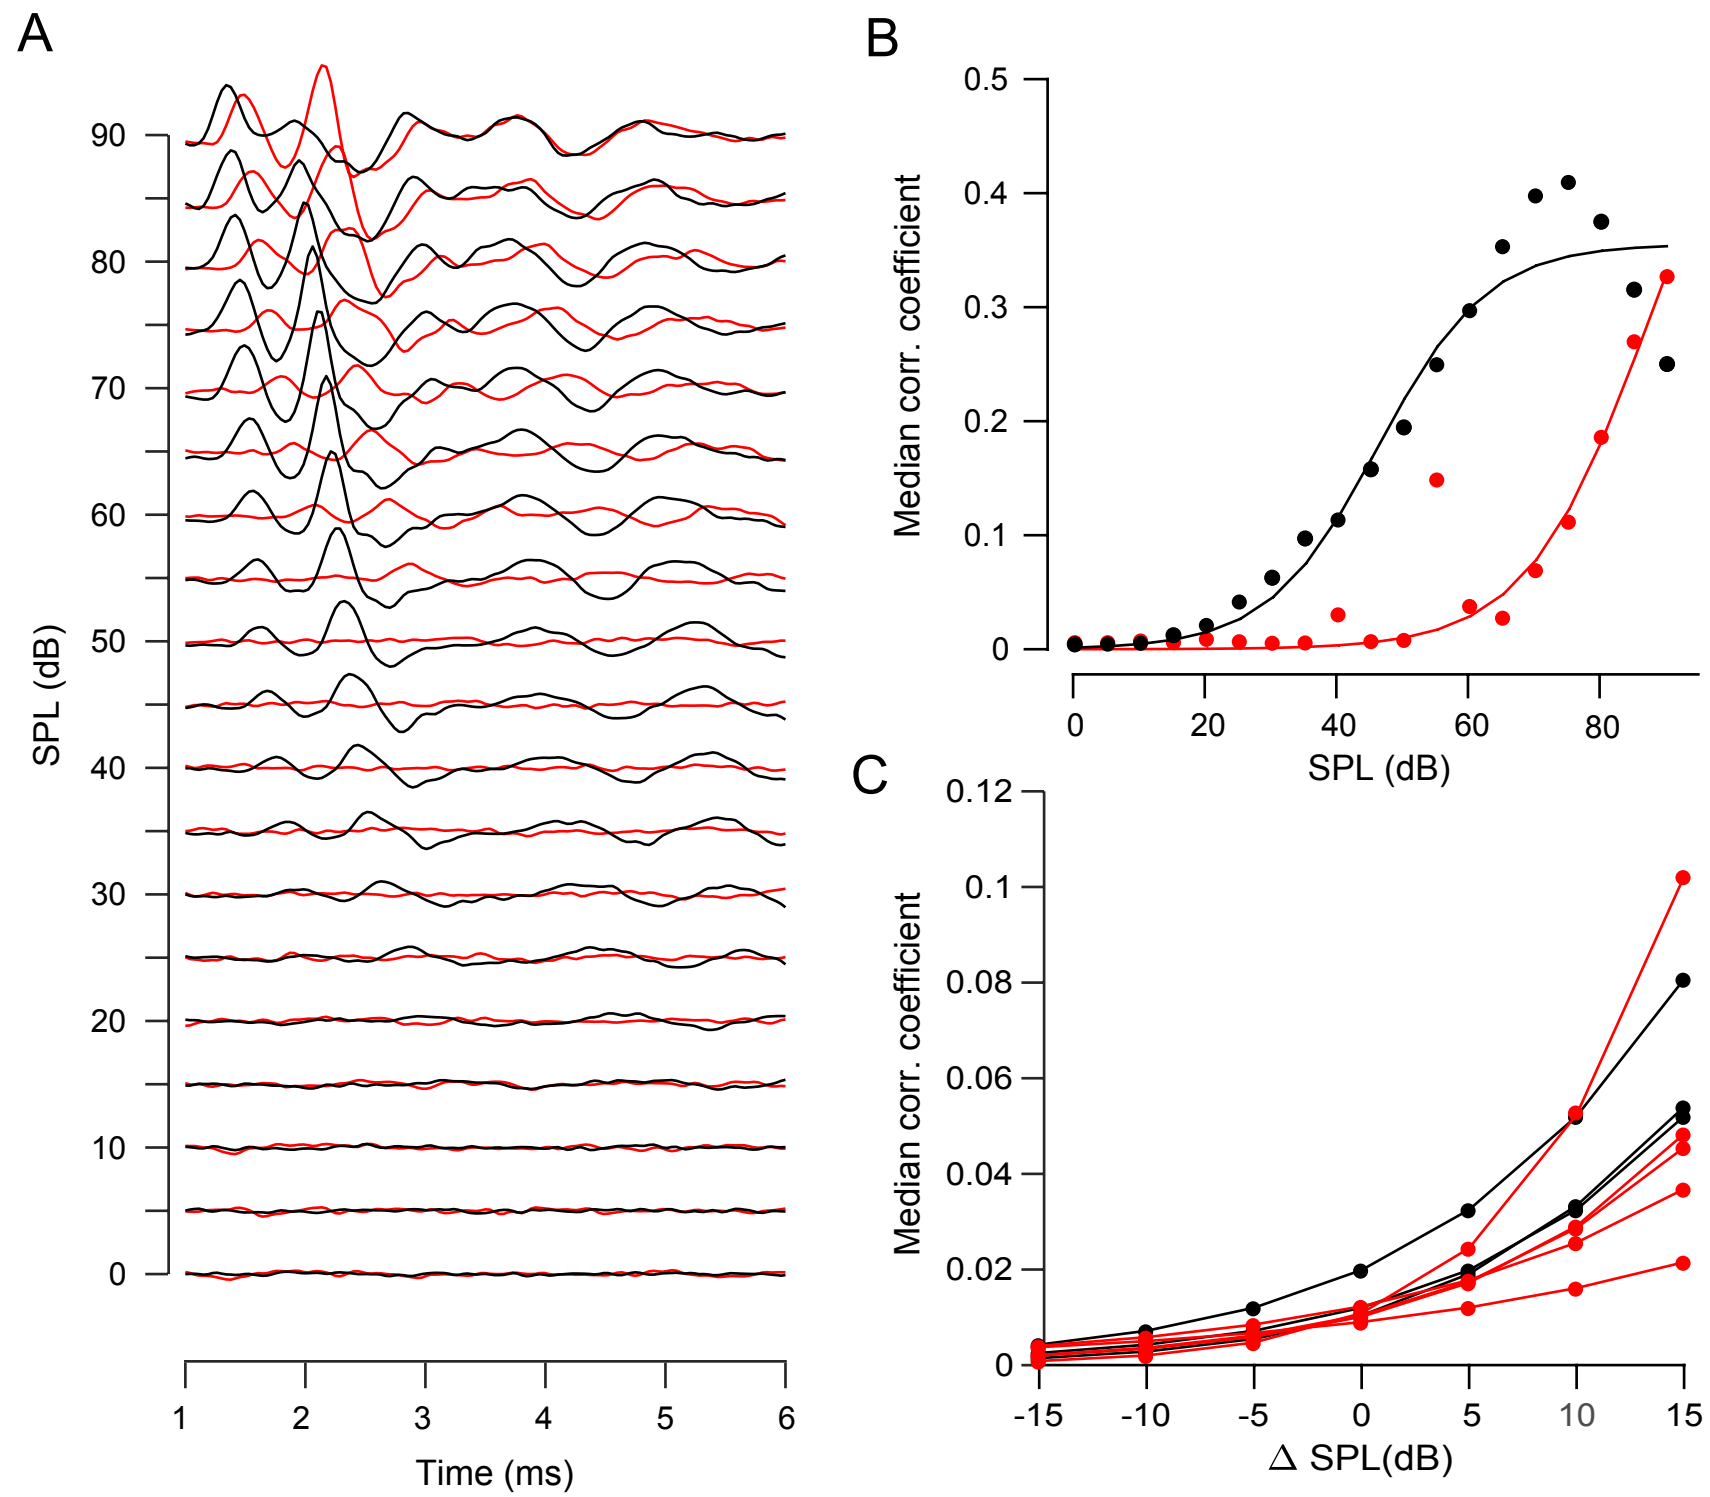 A
SPL (dB)
90
80
70
60
50
40
30
20
10
0
1 2 3 4 5 6
Time (ms)
B
Median corr. coefficient
0.5
0.4
0.3
0.2
0.1
0
0 20 40 60 80
SPL (dB)
C
Median corr. coefficient
0.12
0.1
0.08
0.06
0.04
0.02
0
-15 -10 -5 0 5 10 15
Δ SPL(dB)